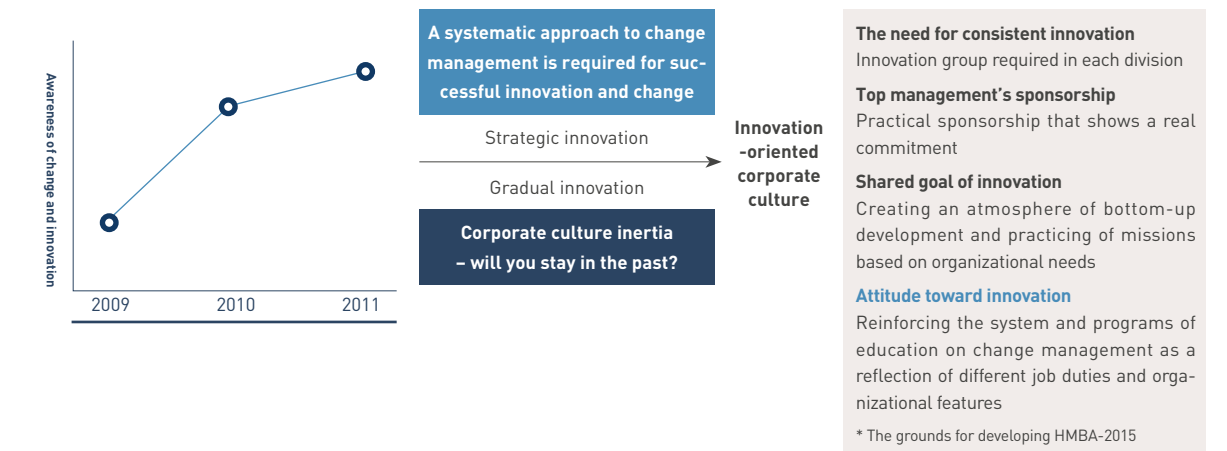 Awareness of change and innovation
2009
2010
2011
A systematic approach to change
management is required for suc-
cessful innovation and change
Strategic innovation
Gradual innovation
Corporate culture inertia
– will you stay in the past?
Innovation
-oriented
corporate
culture
The need for consistent innovation
Innovation group required in each division
Top management’s sponsorship
Practical sponsorship that shows a real
commitment
Shared goal of innovation
Creating an atmosphere of bottom-up
development and practicing of missions
based on organizational needs
Attitude toward innovation
Reinforcing the system and programs of
education on change management as a
reflection of different job duties and orga-
nizational features
* The grounds for developing HMBA-2015